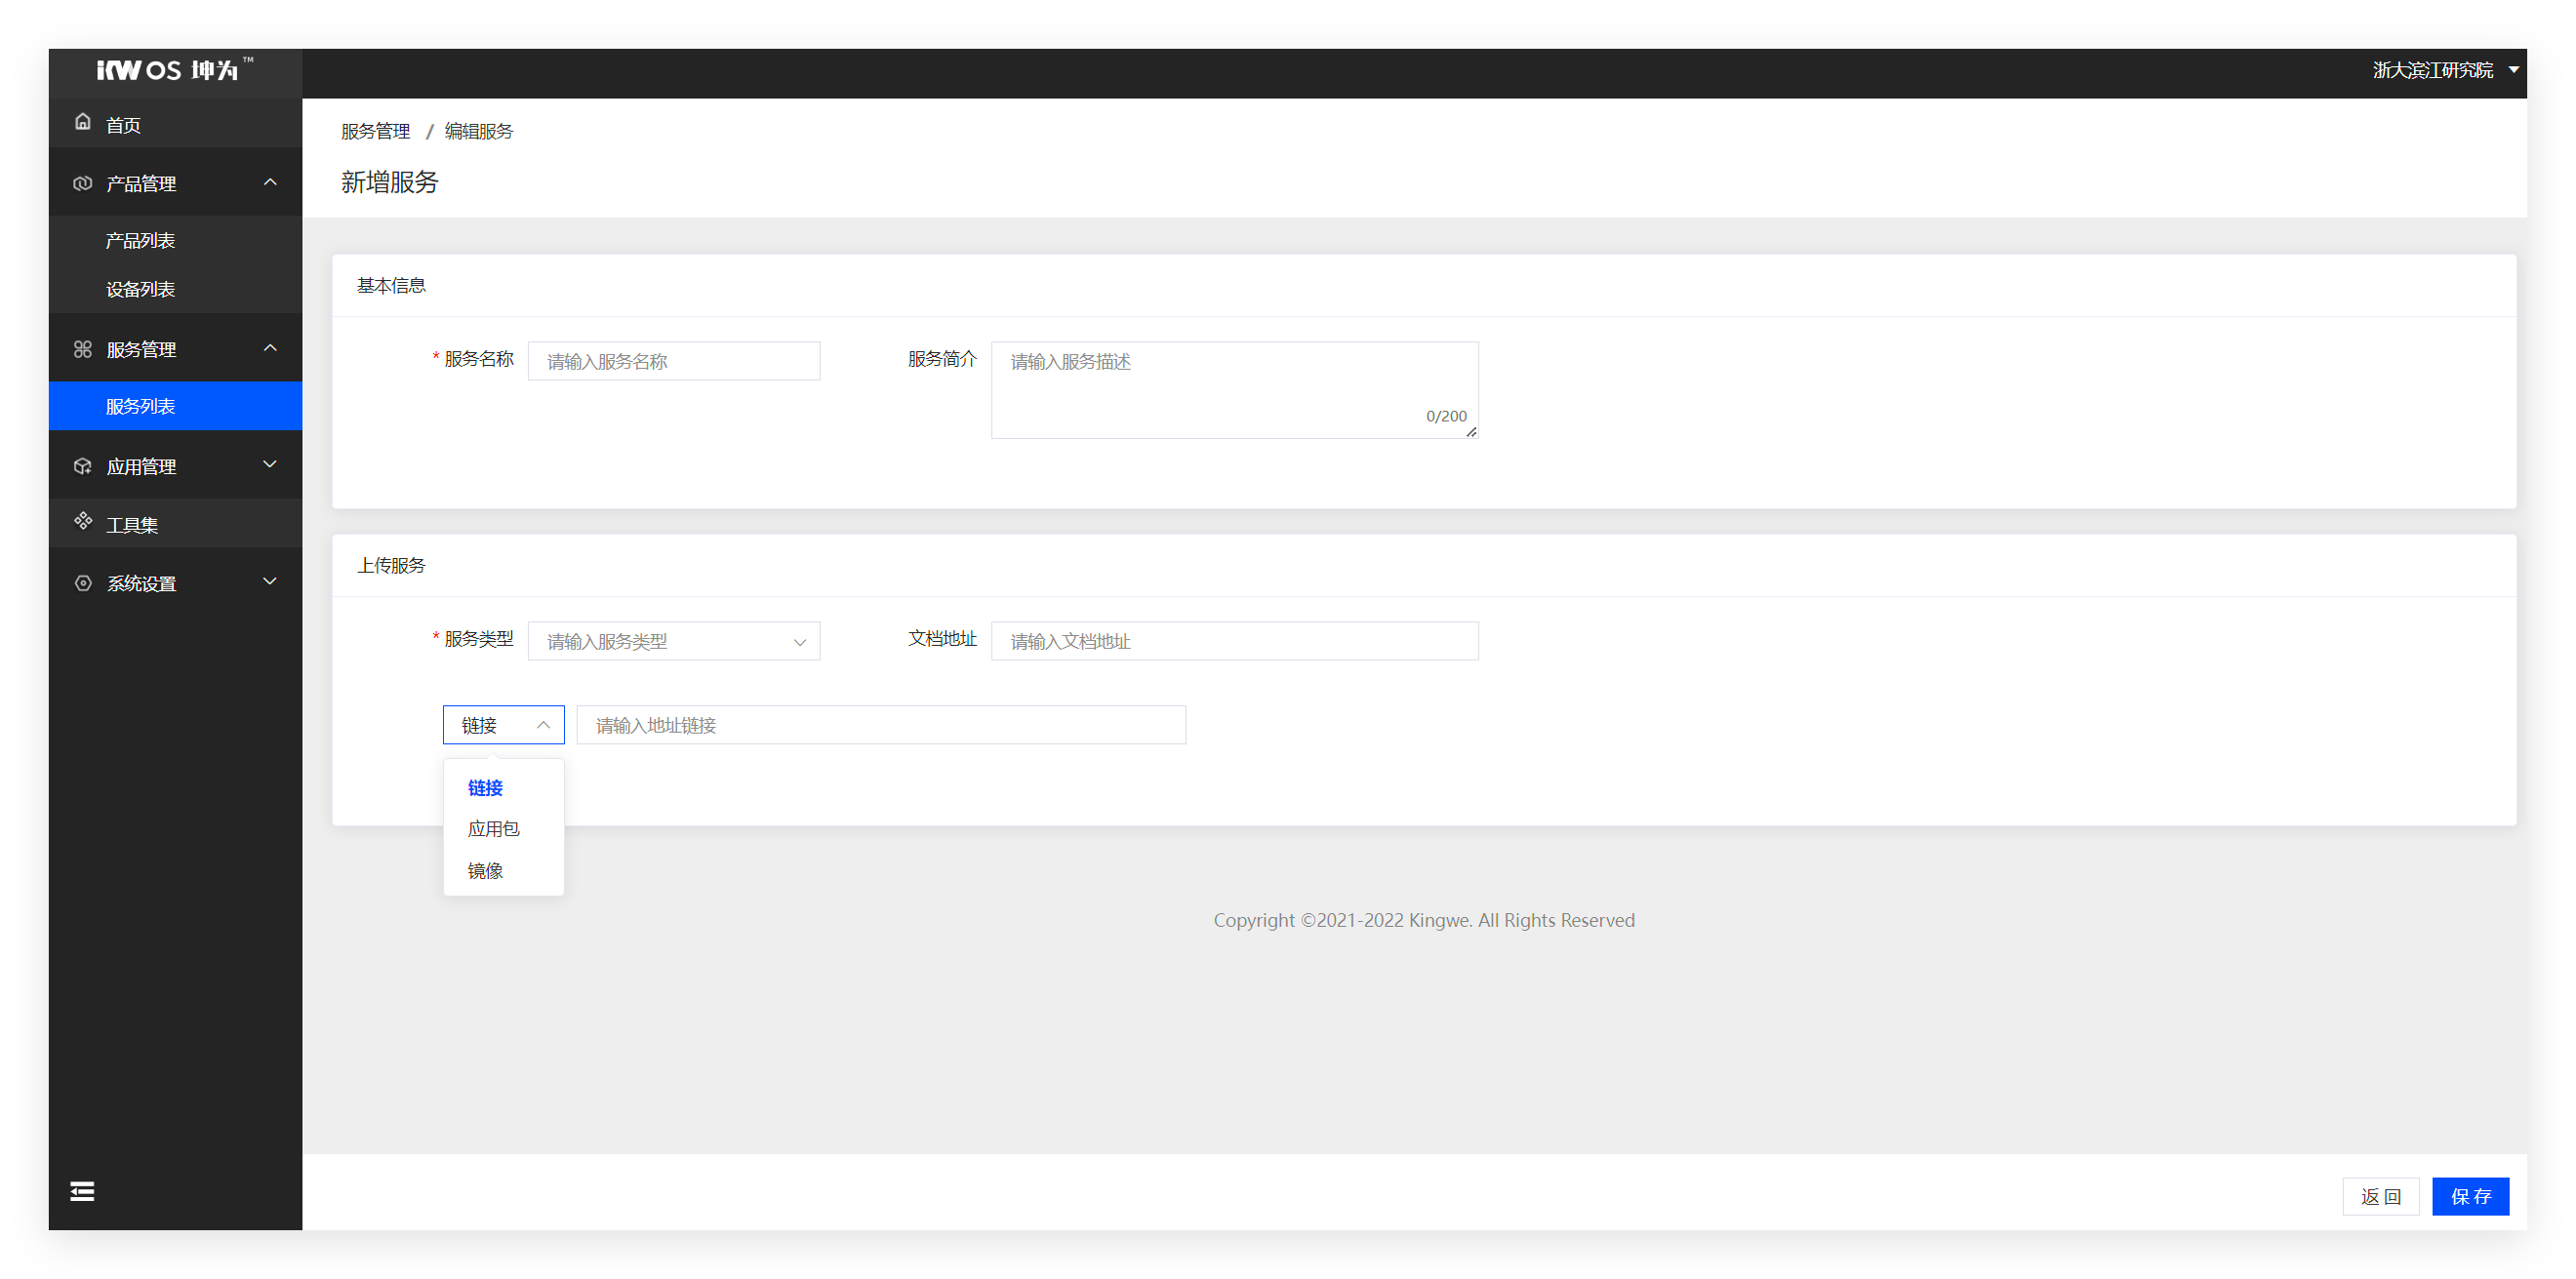 iKWOS 坤为™
浙大滨江研究院
首页
产品管理
产品列表
设备列表
服务管理
服务列表
应用管理
工具集
系统设置
服务管理 / 编辑服务
新增服务
基本信息
* 服务名称 请输入服务名称 服务简介 请输入服务描述
0/200
上传服务
* 服务类型 请输入服务类型 文档地址 请输入文档地址
链接 请输入地址链接
链接
应用包
镜像
Copyright ©2021-2022 Kingwe. All Rights Reserved
返 回 保 存